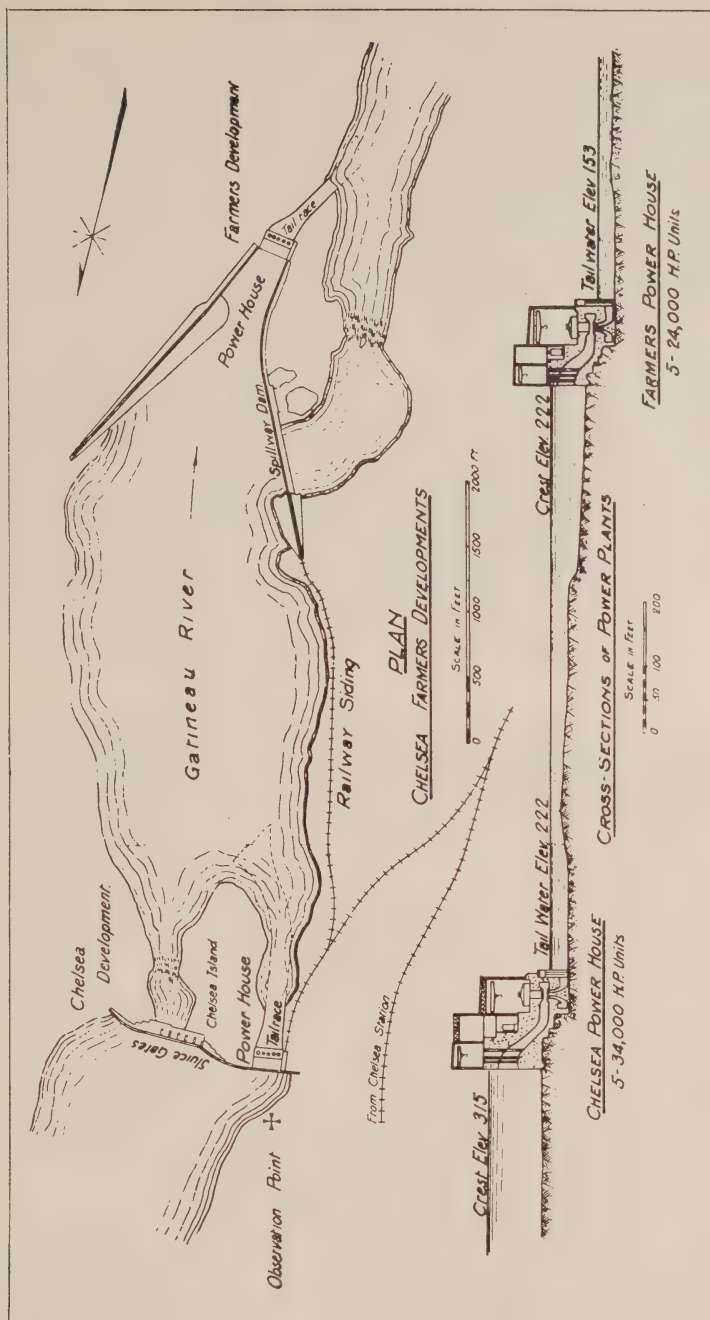 Observation Point
Chelsea
Development.
Sluice Gates
Chelsea Island
Power House
Tailrace
Gatineau River
Railway Siding
From Chelsea Station
Farmers Development
Power House
Tail race
Spillway Dam
PLAN
CHELSEA FARMERS DEVELOPMENTS
SCALE IN FEET
0 500 1000 1500 2000 FT
Crest Elev 315
Tail Water Elev. 222
Crest Elev 222
Tailwater Elev 153
CHELSEA POWER HOUSE
5-34,000 H.P. Units
CROSS-SECTIONS OF POWER PLANTS
SCALE IN FEET
0 50 100 200
FARMERS POWER HOUSE
5-24,000 H.P. Units